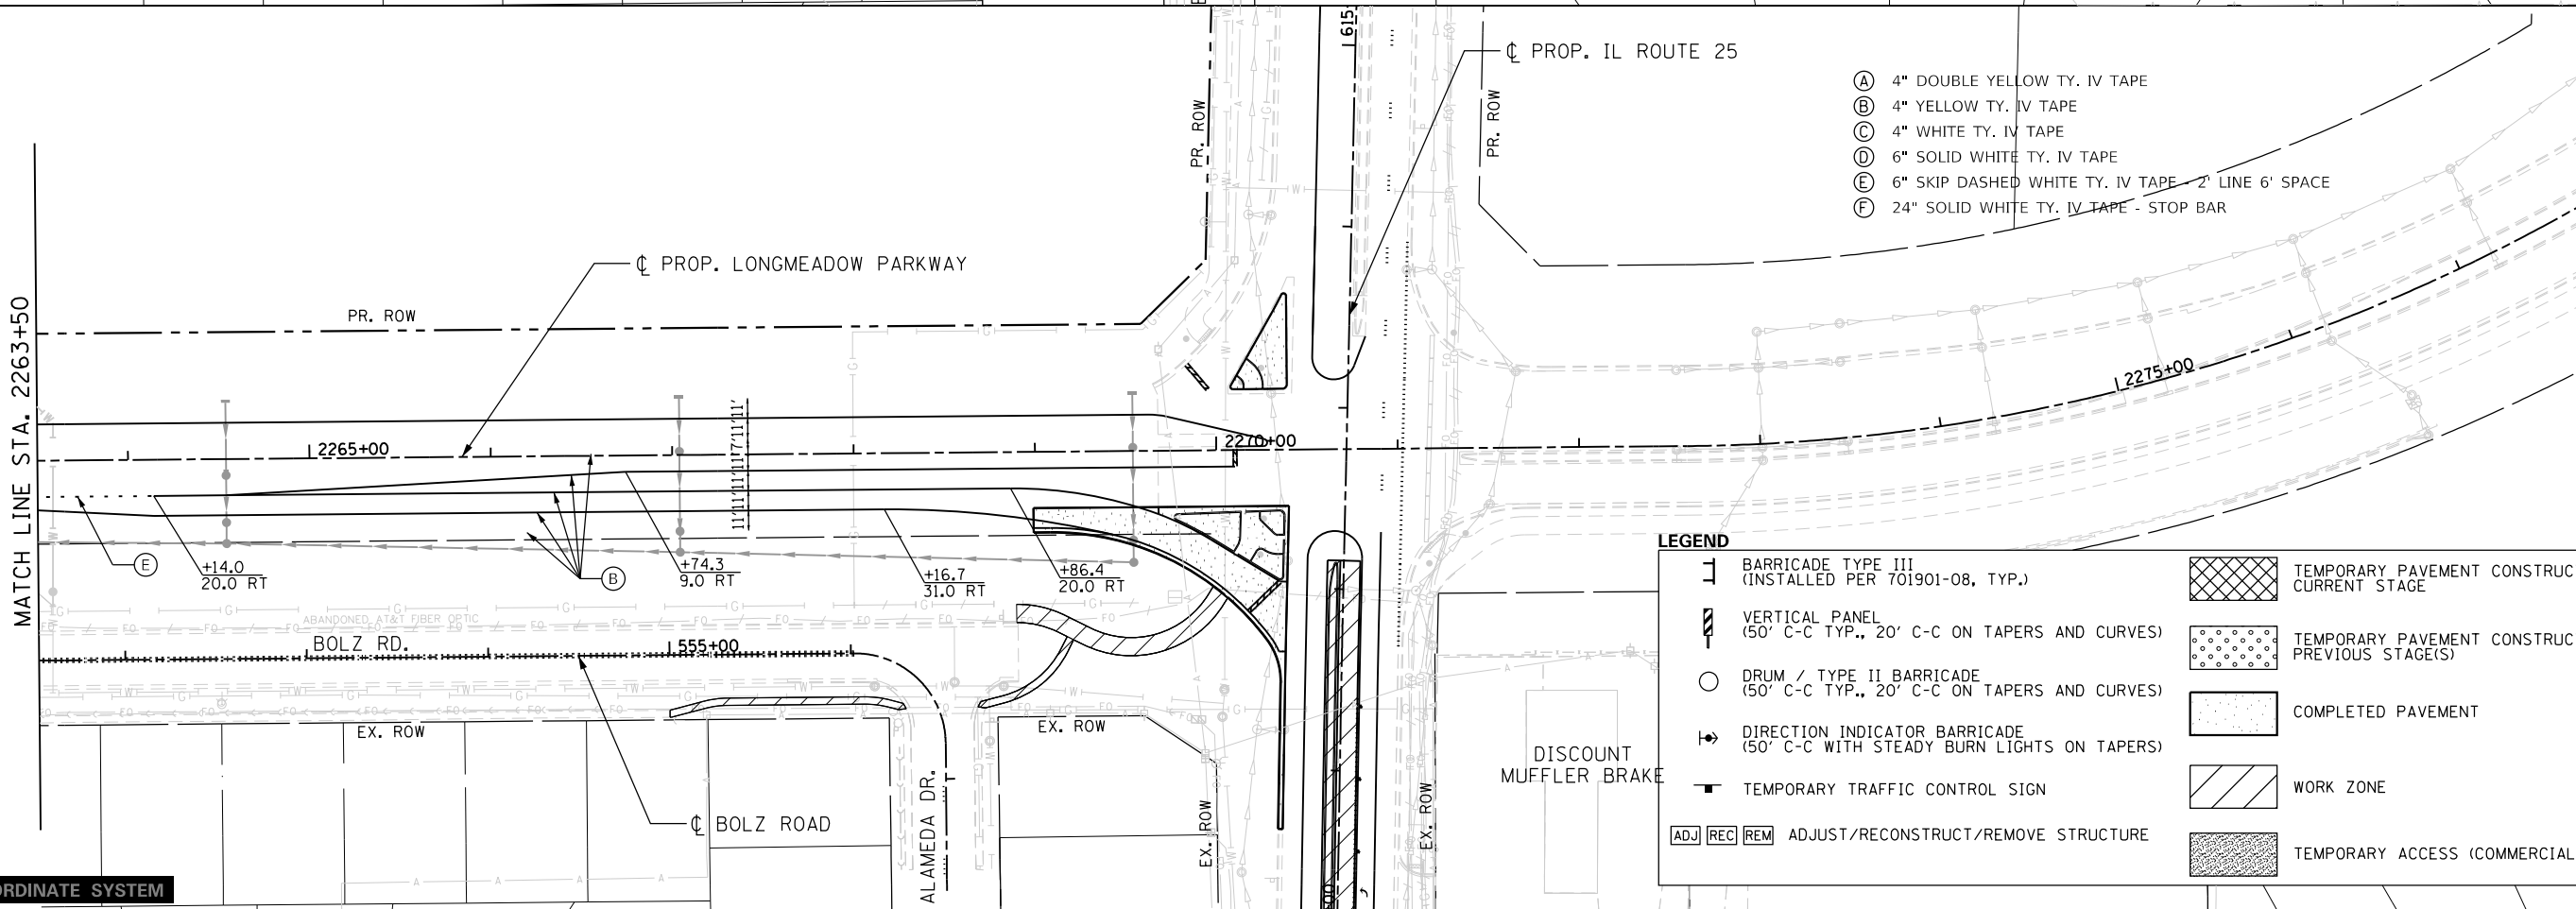 615
℄ PROP. IL ROUTE 25
PR. ROW
PR. ROW
Ⓐ 4" DOUBLE YELLOW TY. IV TAPE
Ⓑ 4" YELLOW TY. IV TAPE
Ⓒ 4" WHITE TY. IV TAPE
Ⓓ 6" SOLID WHITE TY. IV TAPE
Ⓔ 6" SKIP DASHED WHITE TY. IV TAPE - 2' LINE 6' SPACE
Ⓕ 24" SOLID WHITE TY. IV TAPE - STOP BAR
℄ PROP. LONGMEADOW PARKWAY
PR. ROW
MATCH LINE STA. 2263+50
2265+00
2270+00
2275+00
11'11'11'11'7'11'11'
Ⓔ
+14.0
20.0 RT
Ⓑ
+74.3
9.0 RT
+16.7
31.0 RT
+86.4
20.0 RT
ABANDONED AT&T FIBER OPTIC
BOLZ RD.
555+00
EX. ROW
EX. ROW
℄ BOLZ ROAD
ALAMEDA DR.
EX. ROW
EX. ROW
DISCOUNT
MUFFLER BRAKE
LEGEND
BARRICADE TYPE III
(INSTALLED PER 701901-08, TYP.)
VERTICAL PANEL
(50' C-C TYP., 20' C-C ON TAPERS AND CURVES)
DRUM / TYPE II BARRICADE
(50' C-C TYP., 20' C-C ON TAPERS AND CURVES)
DIRECTION INDICATOR BARRICADE
(50' C-C WITH STEADY BURN LIGHTS ON TAPERS)
TEMPORARY TRAFFIC CONTROL SIGN
ADJ REC REM ADJUST/RECONSTRUCT/REMOVE STRUCTURE
TEMPORARY PAVEMENT CONSTRUC
CURRENT STAGE
TEMPORARY PAVEMENT CONSTRUC
PREVIOUS STAGE(S)
COMPLETED PAVEMENT
WORK ZONE
TEMPORARY ACCESS (COMMERCIAL
ORDINATE SYSTEM